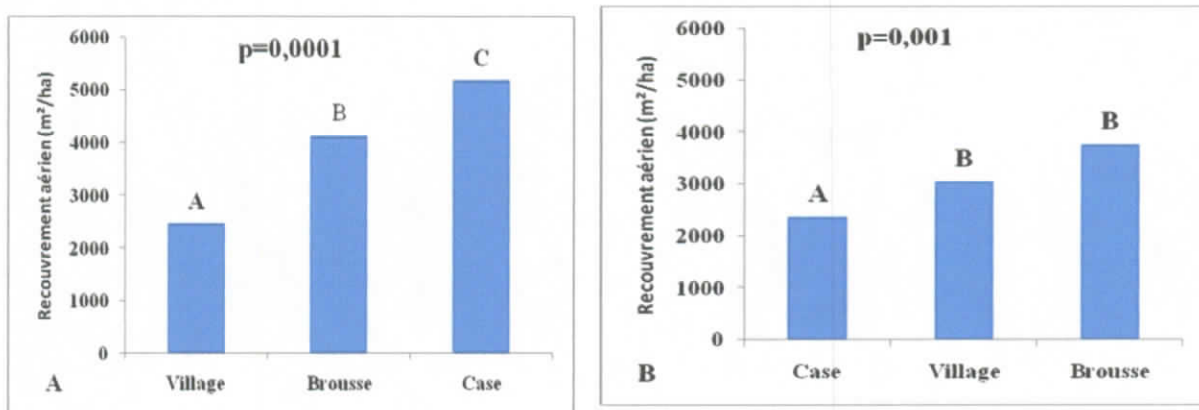 Recouvrement aérien (m²/ha)
6000
5000
4000
3000
2000
1000
0
p=0,0001
A
B
C
Village Brousse Case
A
Recouvrement aérien (m²/ha)
6000
5000
4000
3000
2000
1000
0
p=0,001
A
B
B
Case Village Brousse
B